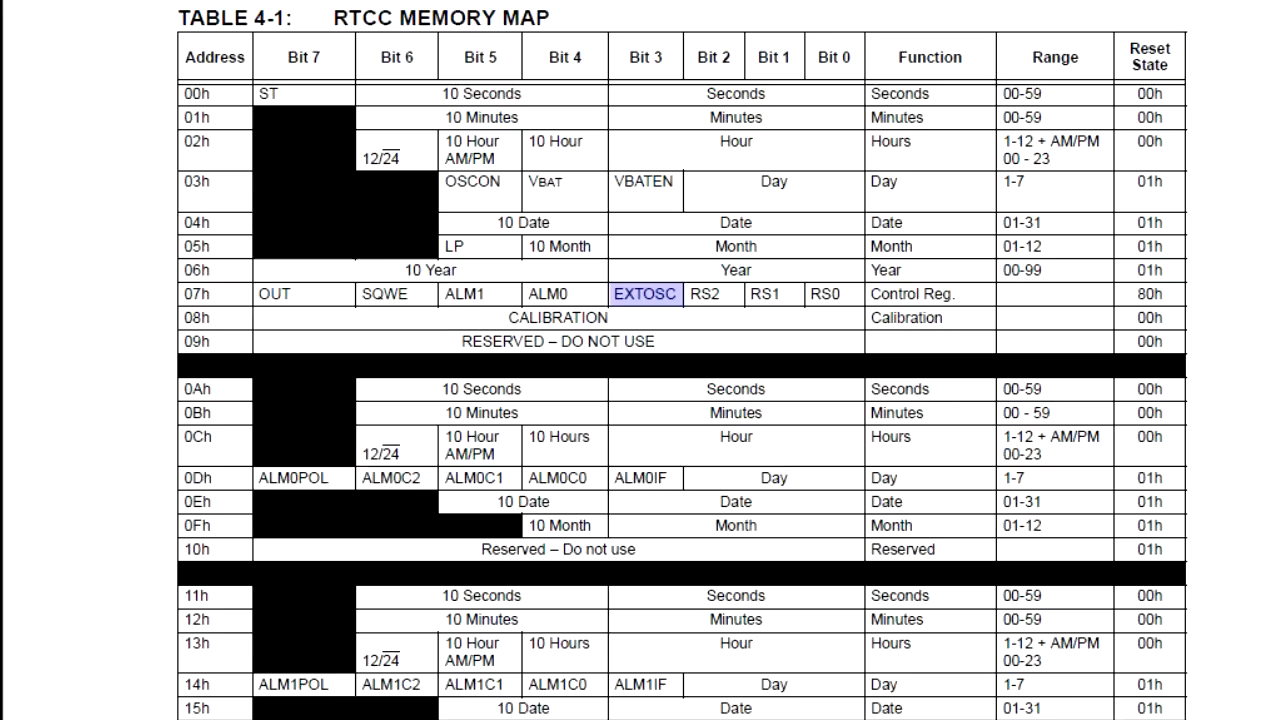 TABLE 4-1: RTCC MEMORY MAP
Address Bit 7 Bit 6 Bit 5 Bit 4 Bit 3 Bit 2 Bit 1 Bit 0 Function Range Reset State
00h ST 10 Seconds Seconds Seconds 00-59 00h
01h 10 Minutes Minutes Minutes 00-59 00h
02h 12/24 10 Hour AM/PM 10 Hour Hour Hours 1-12 + AM/PM 00 - 23 00h
03h OSCON VBAT VBATEN Day Day 1-7 01h
04h 10 Date Date Date 01-31 01h
05h LP 10 Month Month Month 01-12 01h
06h 10 Year Year Year 00-99 01h
07h OUT SQWE ALM1 ALM0 EXTOSC RS2 RS1 RS0 Control Reg. 80h
08h CALIBRATION Calibration 00h
09h RESERVED – DO NOT USE 00h
0Ah 10 Seconds Seconds Seconds 00-59 00h
0Bh 10 Minutes Minutes Minutes 00 - 59 00h
0Ch 12/24 10 Hour AM/PM 10 Hours Hour Hours 1-12 + AM/PM 00-23 00h
0Dh ALM0POL ALM0C2 ALM0C1 ALM0C0 ALM0IF Day Day 1-7 01h
0Eh 10 Date Date Date 01-31 01h
0Fh 10 Month Month Month 01-12 01h
10h Reserved – Do not use Reserved 01h
11h 10 Seconds Seconds Seconds 00-59 00h
12h 10 Minutes Minutes Minutes 00-59 00h
13h 12/24 10 Hour AM/PM 10 Hours Hour Hours 1-12 + AM/PM 00-23 00h
14h ALM1POL ALM1C2 ALM1C1 ALM1C0 ALM1IF Day Day 1-7 01h
15h 10 Date Date Date 01-31 01h